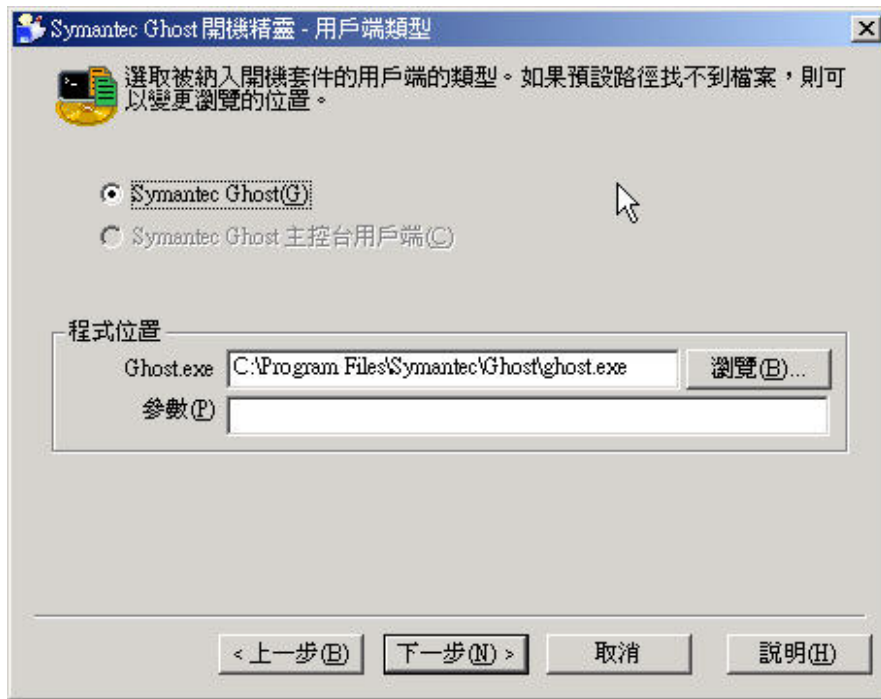 Symantec Ghost 開機精靈 - 用戶端類型
選取被納入開機套件的用戶端的類型。如果預設路徑找不到檔案，則可
以變更瀏覽的位置。
Symantec Ghost(G)
Symantec Ghost 主控台用戶端(C)
程式位置
Ghost.exe C:\Program Files\Symantec\Ghost\ghost.exe 瀏覽(B)...
參數(P)
< 上一步(B) 下一步(N) > 取消 說明(H)